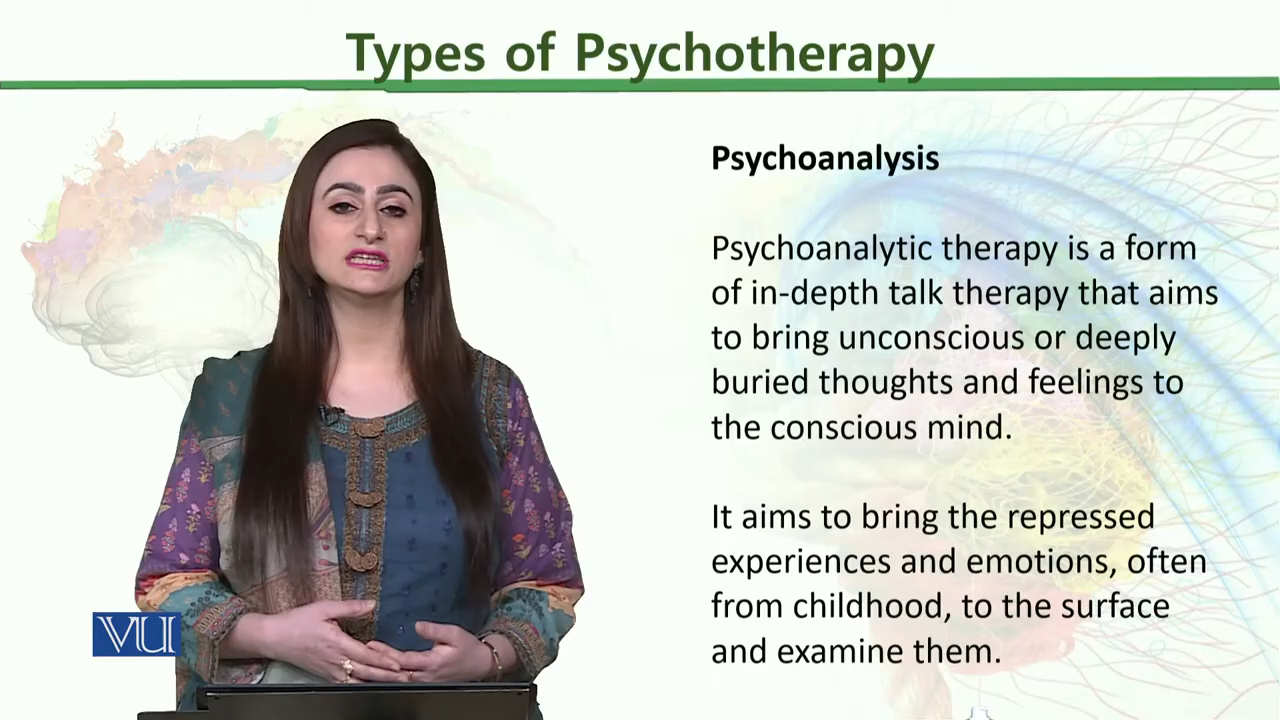 Types of Psychotherapy
Psychoanalysis
Psychoanalytic therapy is a form
of in-depth talk therapy that aims
to bring unconscious or deeply
buried thoughts and feelings to
the conscious mind.
It aims to bring the repressed
experiences and emotions, often
from childhood, to the surface
and examine them.
VU